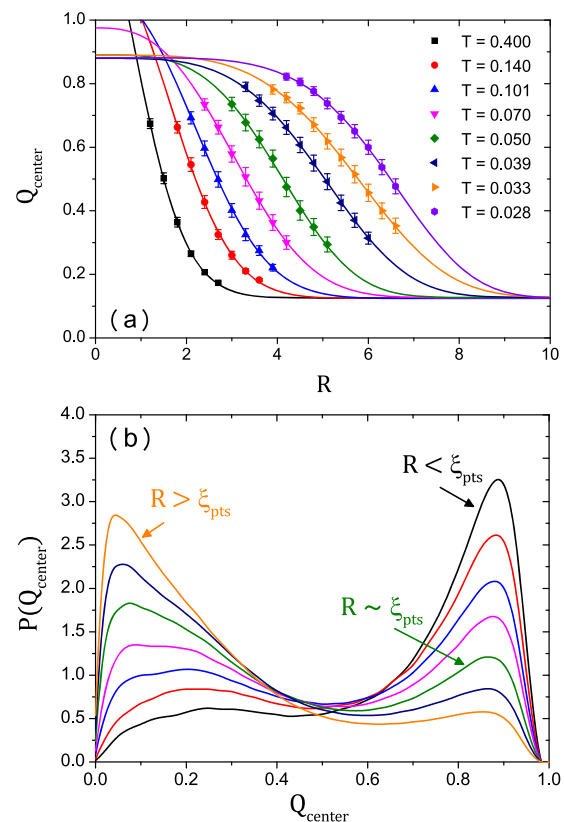 1.0
0.8
0.6
0.4
0.2
0.0
Q_center
T = 0.400
T = 0.140
T = 0.101
T = 0.070
T = 0.050
T = 0.039
T = 0.033
T = 0.028
(a)
0 2 4 6 8 10
R
4.0
3.5
3.0
2.5
2.0
1.5
1.0
0.5
0.0
P(Q_center)
(b)
R < ξ_pts
R > ξ_pts
R ~ ξ_pts
0.0 0.2 0.4 0.6 0.8 1.0
Q_center